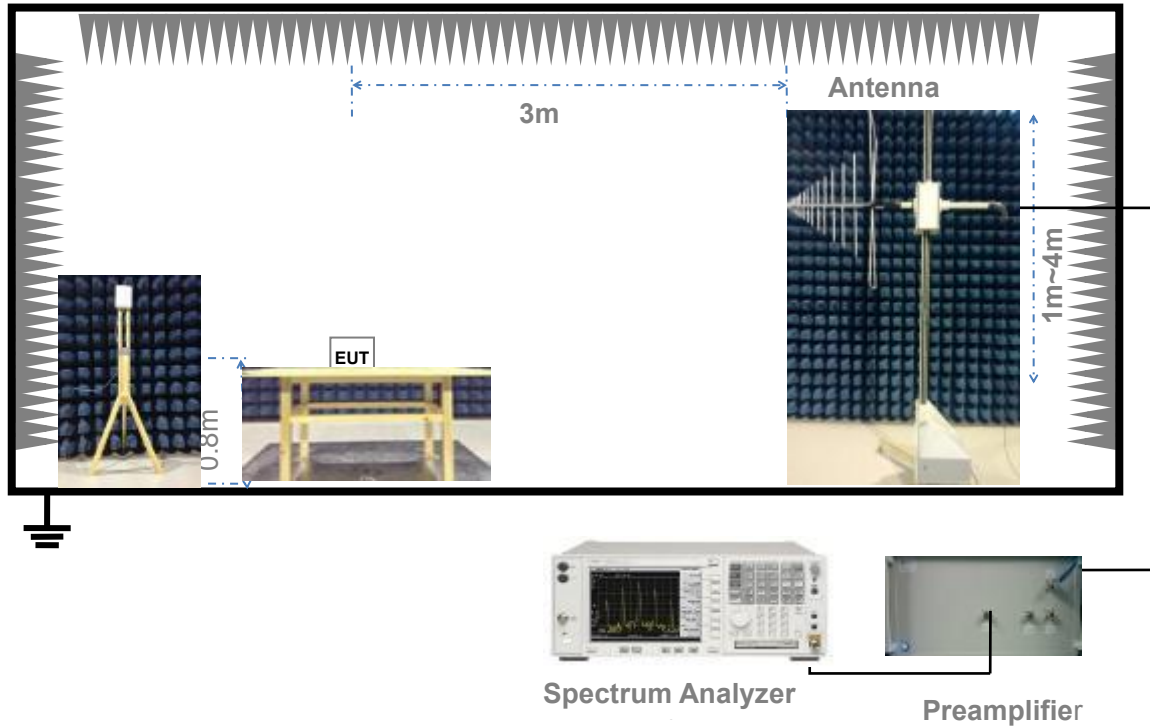 Antenna
3m
1m~4m
EUT
0.8m
Spectrum Analyzer
Preamplifier